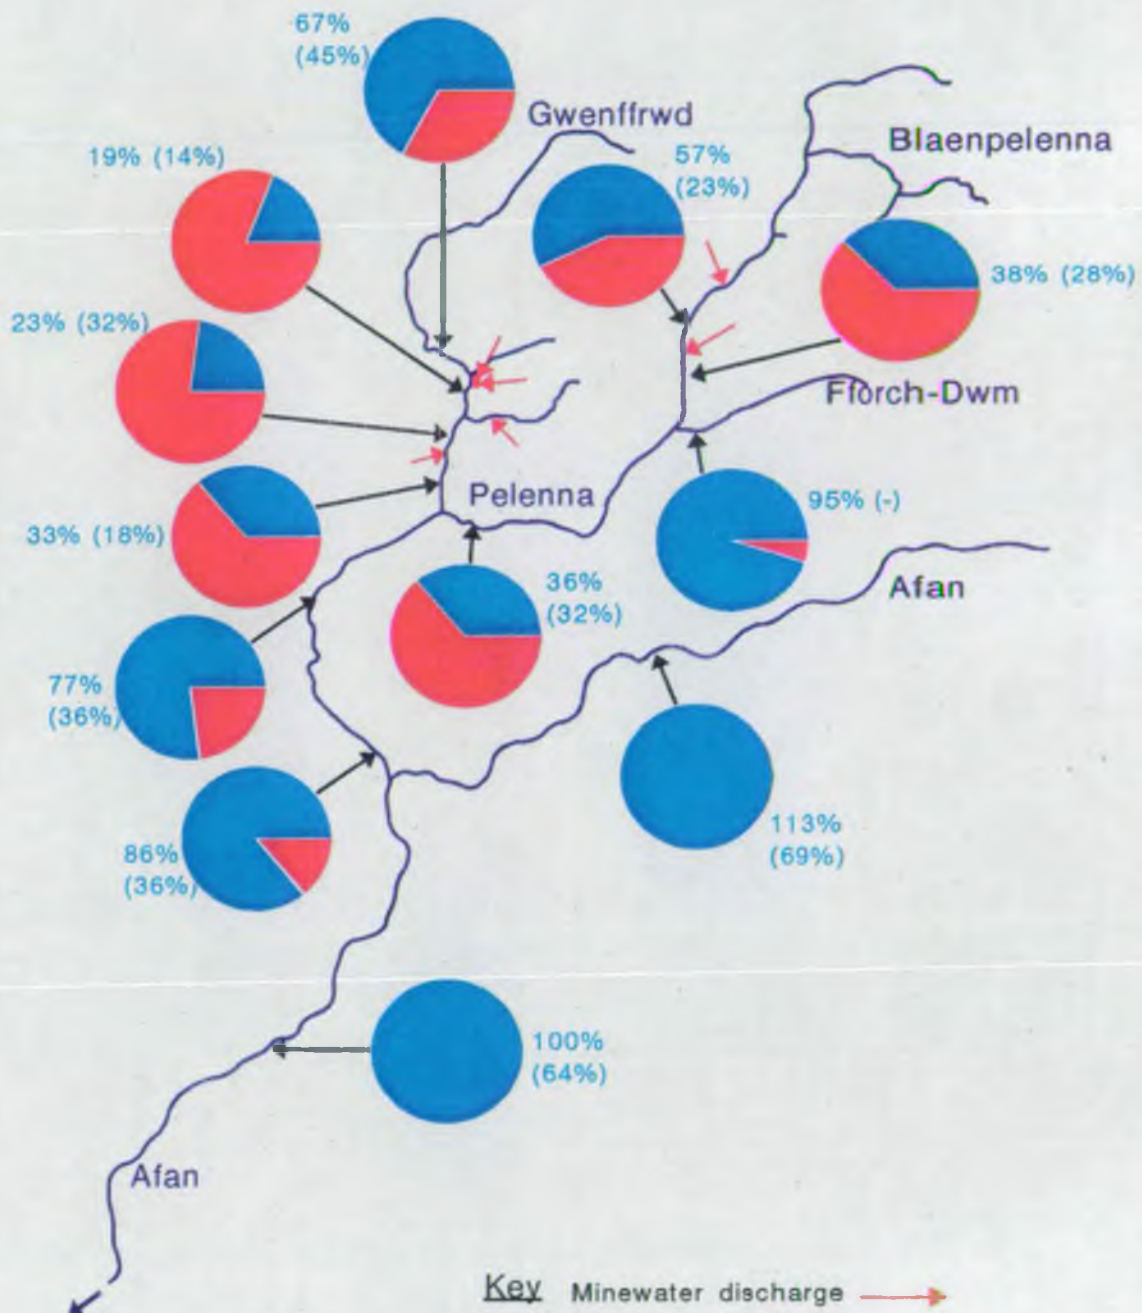 67%
(45%)
Gwenffrwd
Blaenpelenna
19% (14%)
57%
(23%)
38% (28%)
23% (32%)
Fforch-Dwm
Pelenna
95% (-)
33% (18%)
36%
(32%)
Afan
77%
(36%)
86%
(36%)
113%
(69%)
100%
(64%)
Afan
Key Minewater discharge